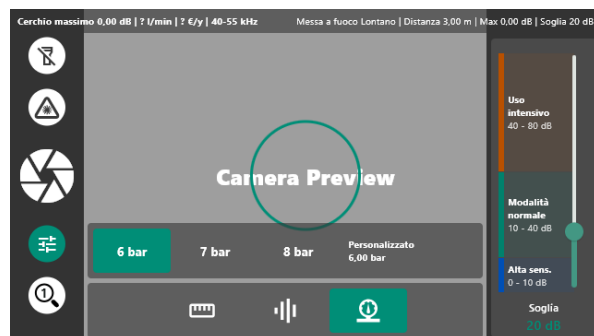 Cerchio massimo 0,00 dB | ? l/min | ? €/y | 40-55 kHz
Messa a fuoco Lontano | Distanza 3,00 m | Max 0,00 dB | Soglia 20 dB
Camera Preview
6 bar
7 bar
8 bar
Personalizzato
6,00 bar
Uso
intensivo
40 - 80 dB
Modalità
normale
10 - 40 dB
Alta sens.
0 - 10 dB
Soglia
20 dB
1